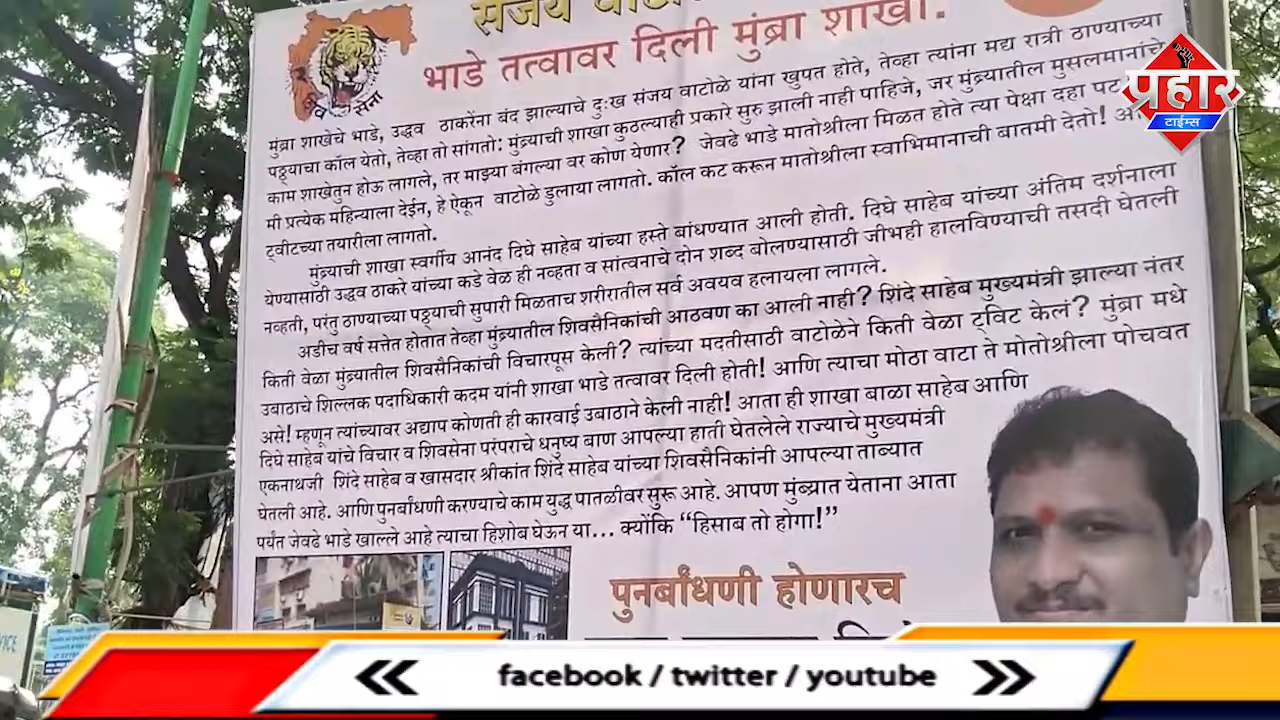 संजय
भाडे तत्वावर दिली मुंब्रा शाखा.
शिवसेना
मुंब्रा शाखेचे भाडे, उद्धव ठाकरेंना बंद झाल्याचे दुःख संजय वाटोळे यांना खुपत होते, तेव्हा त्यांना मद्य रात्री ठाण्याच्या
पठ्ठ्याचा कॉल येतो, तेव्हा तो सांगतो: मुंब्र्याची शाखा कुठल्याही प्रकारे सुरु झाली नाही पाहिजे, जर मुंब्र्यातील मुसलमानांचे
काम शाखेतुन होऊ लागले, तर माझ्या बंगल्या वर कोण येणार? जेवढे भाडे मातोश्रीला मिळत होते त्या पेक्षा दहा पट
मी प्रत्येक महिन्याला देईन, हे ऐकून वाटोळे डुलाया लागतो. कॉल कट करून मातोश्रीला स्वाभिमानाची बातमी देतो!
ट्वीटच्या तयारीला लागतो.
मुंब्र्याची शाखा स्वर्गीय आनंद दिघे साहेब यांच्या हस्ते बांधण्यात आली होती. दिघे साहेब यांच्या अंतिम दर्शनाला
येण्यासाठी उद्धव ठाकरे यांच्या कडे वेळ ही नव्हता व सांत्वनाचे दोन शब्द बोलण्यासाठी जीभही हालविण्याची तसदी घेतली
नव्हती, परंतु ठाण्याच्या पठ्ठ्याची सुपारी मिळताच शरीरातील सर्व अवयव हलायला लागले.
अडीच वर्ष सत्तेत होतात तेव्हा मुंब्र्यातील शिवसैनिकांची आठवण का आली नाही? शिंदे साहेब मुख्यमंत्री झाल्या नंतर
किती वेळा मुंब्र्यातील शिवसैनिकांची विचारपूस केली? त्यांच्या मदतीसाठी वाटोळेने किती वेळा ट्विट केलं? मुंब्रा मधे
उबाठाचे शिल्लक पदाधिकारी कदम यांनी शाखा भाडे तत्वावर दिली होती! आणि त्याचा मोठा वाटा ते मोतोश्रीला पोचवत
असे! म्हणून त्यांच्यावर अद्याप कोणती ही कारवाई उबाठाने केली नाही! आता ही शाखा बाळा साहेब आणि
दिघे साहेब यांचे विचार व शिवसेना परंपराचे धनुष्य बाण आपल्या हाती घेतलेले राज्याचे मुख्यमंत्री
एकनाथजी शिंदे साहेब व खासदार श्रीकांत शिंदे साहेब यांच्या शिवसैनिकांनी आपल्या ताब्यात
घेतली आहे. आणि पुनर्बांधणी करण्याचे काम युद्ध पातळीवर सुरू आहे. आपण मुंब्य्रात येताना आता
पर्यंत जेवढे भाडे खाल्ले आहे त्याचा हिशोब घेऊन या... क्योंकि "हिसाब तो होगा!"
पुनर्बांधणी होणारच
प्रहार
टाईम्स
facebook / twitter / youtube